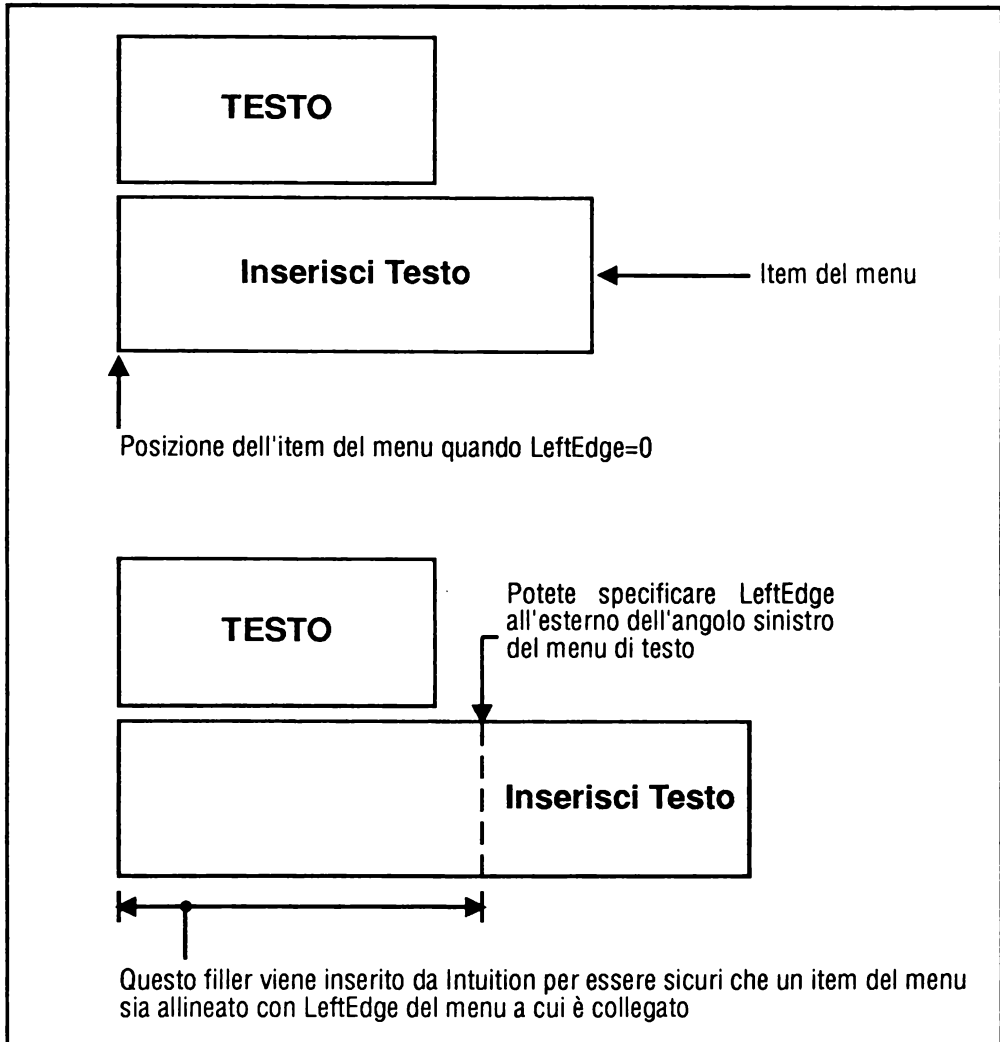 TESTO
Inserisci Testo
Item del menu
Posizione dell'item del menu quando LeftEdge=0
TESTO
Potete specificare LeftEdge
all'esterno dell'angolo sinistro
del menu di testo
Inserisci Testo
Questo filler viene inserito da Intuition per essere sicuri che un item del menu
sia allineato con LeftEdge del menu a cui è collegato